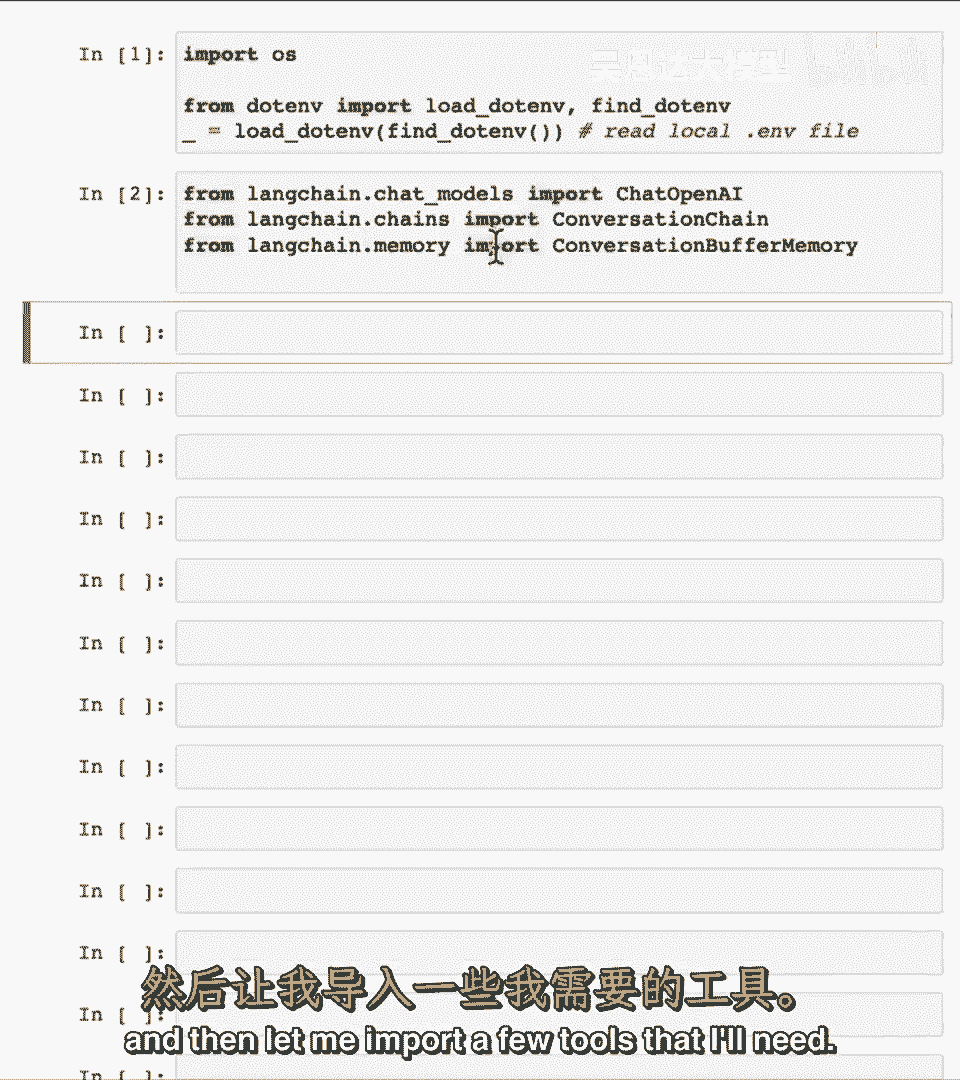 In [1]: import os
from dotenv import load_dotenv, find_dotenv
_ = load_dotenv(find_dotenv()) # read local .env file
In [2]: from langchain.chat_models import ChatOpenAI
from langchain.chains import ConversationChain
from langchain.memory import ConversationBufferMemory
In [ ]:
In [ ]:
In [ ]:
In [ ]:
In [ ]:
In [ ]:
In [ ]:
In [ ]:
In [ ]:
In [ ]:
In [ ]:
In [ ]:
In [ ]:
然后让我导入一些我需要的工具。
and then let me import a few tools that I'll need.